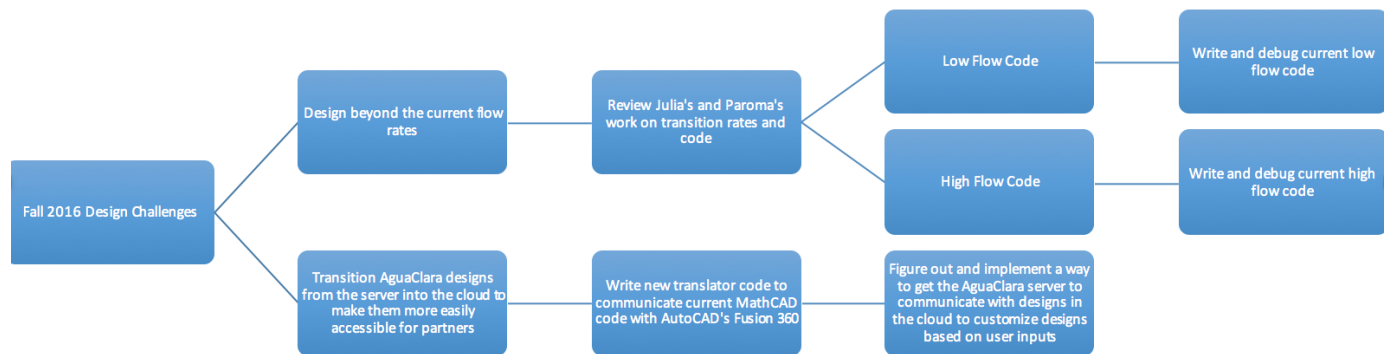 Fall 2016 Design Challenges
Design beyond the current flow
rates
Review Julia's and Paroma's
work on transition rates and
code
Low Flow Code
Write and debug current low
flow code
High Flow Code
Write and debug current high
flow code
Transition AguaClara designs
from the server into the cloud to
make them more easily
accessible for partners
Write new translator code to
communicate current MathCAD
code with AutoCAD's Fusion 360
Figure out and implement a way
to get the AguaClara server to
communicate with designs in
the cloud to customize designs
based on user inputs